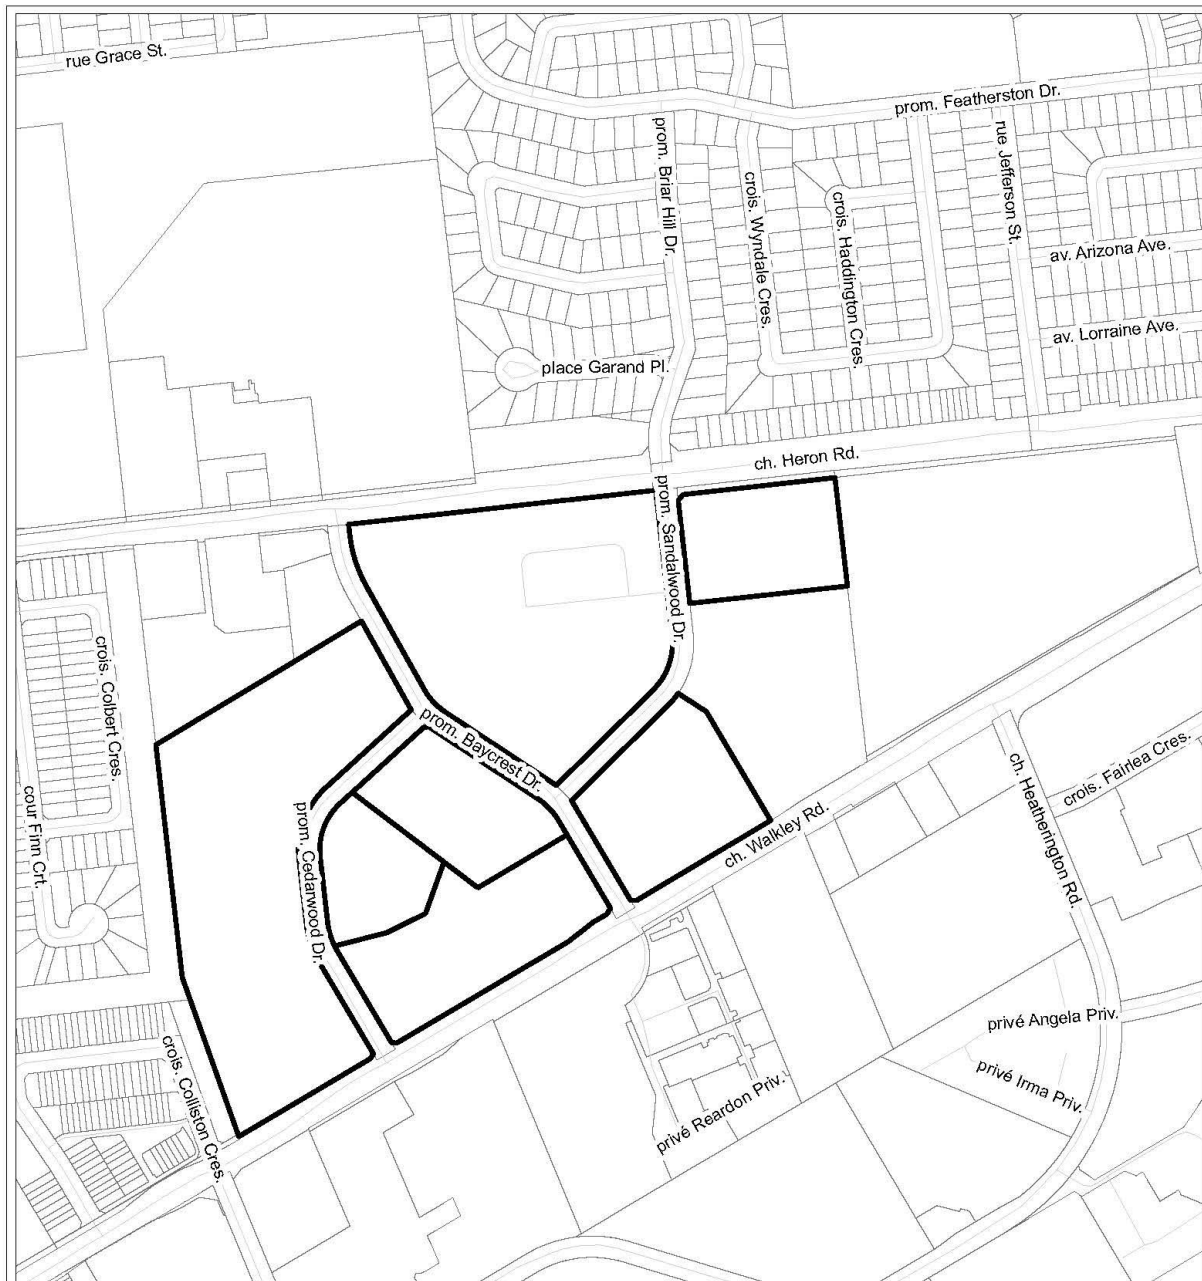 rue Grace St.
prom. Featherston Dr.
prom. Briar Hill Dr.
rue Jefferson St.
crois. Wyndale Cres.
crois. Haddington Cres.
av. Arizona Ave.
av. Lorraine Ave.
place Garand Pl.
ch. Heron Rd.
prom. Sandalwood Dr.
crois. Colbert Cres.
prom. Baycrest Dr.
ch. Heatherington Rd.
crois. Fairlea Cres.
cour Finn Crt.
prom. Cedarwood Dr.
ch. Walkley Rd.
privé Angela Priv.
crois. Colliston Cres.
privé Irma Priv.
privé Reardon Priv.